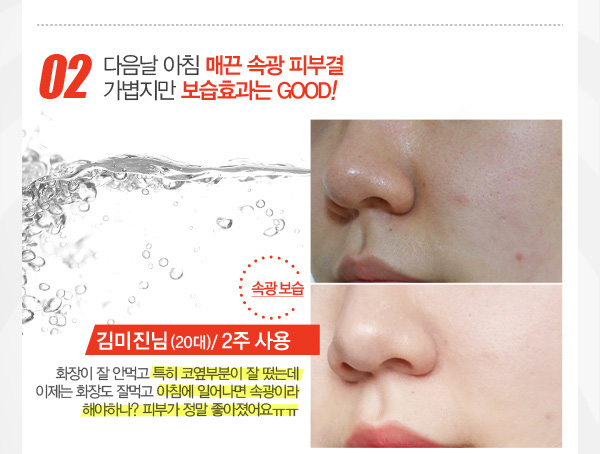 02
다음날 아침 매끈 속광 피부결
가볍지만 보습효과는 GOOD!
속광 보습
김미진님 (20대)/ 2주 사용
화장이 잘 안먹고 특히 코옆부분이 잘 떴는데
이제는 화장도 잘먹고 아침에 일어나면 속광이라
해야하나? 피부가 정말 좋아졌어요ㅠㅠ